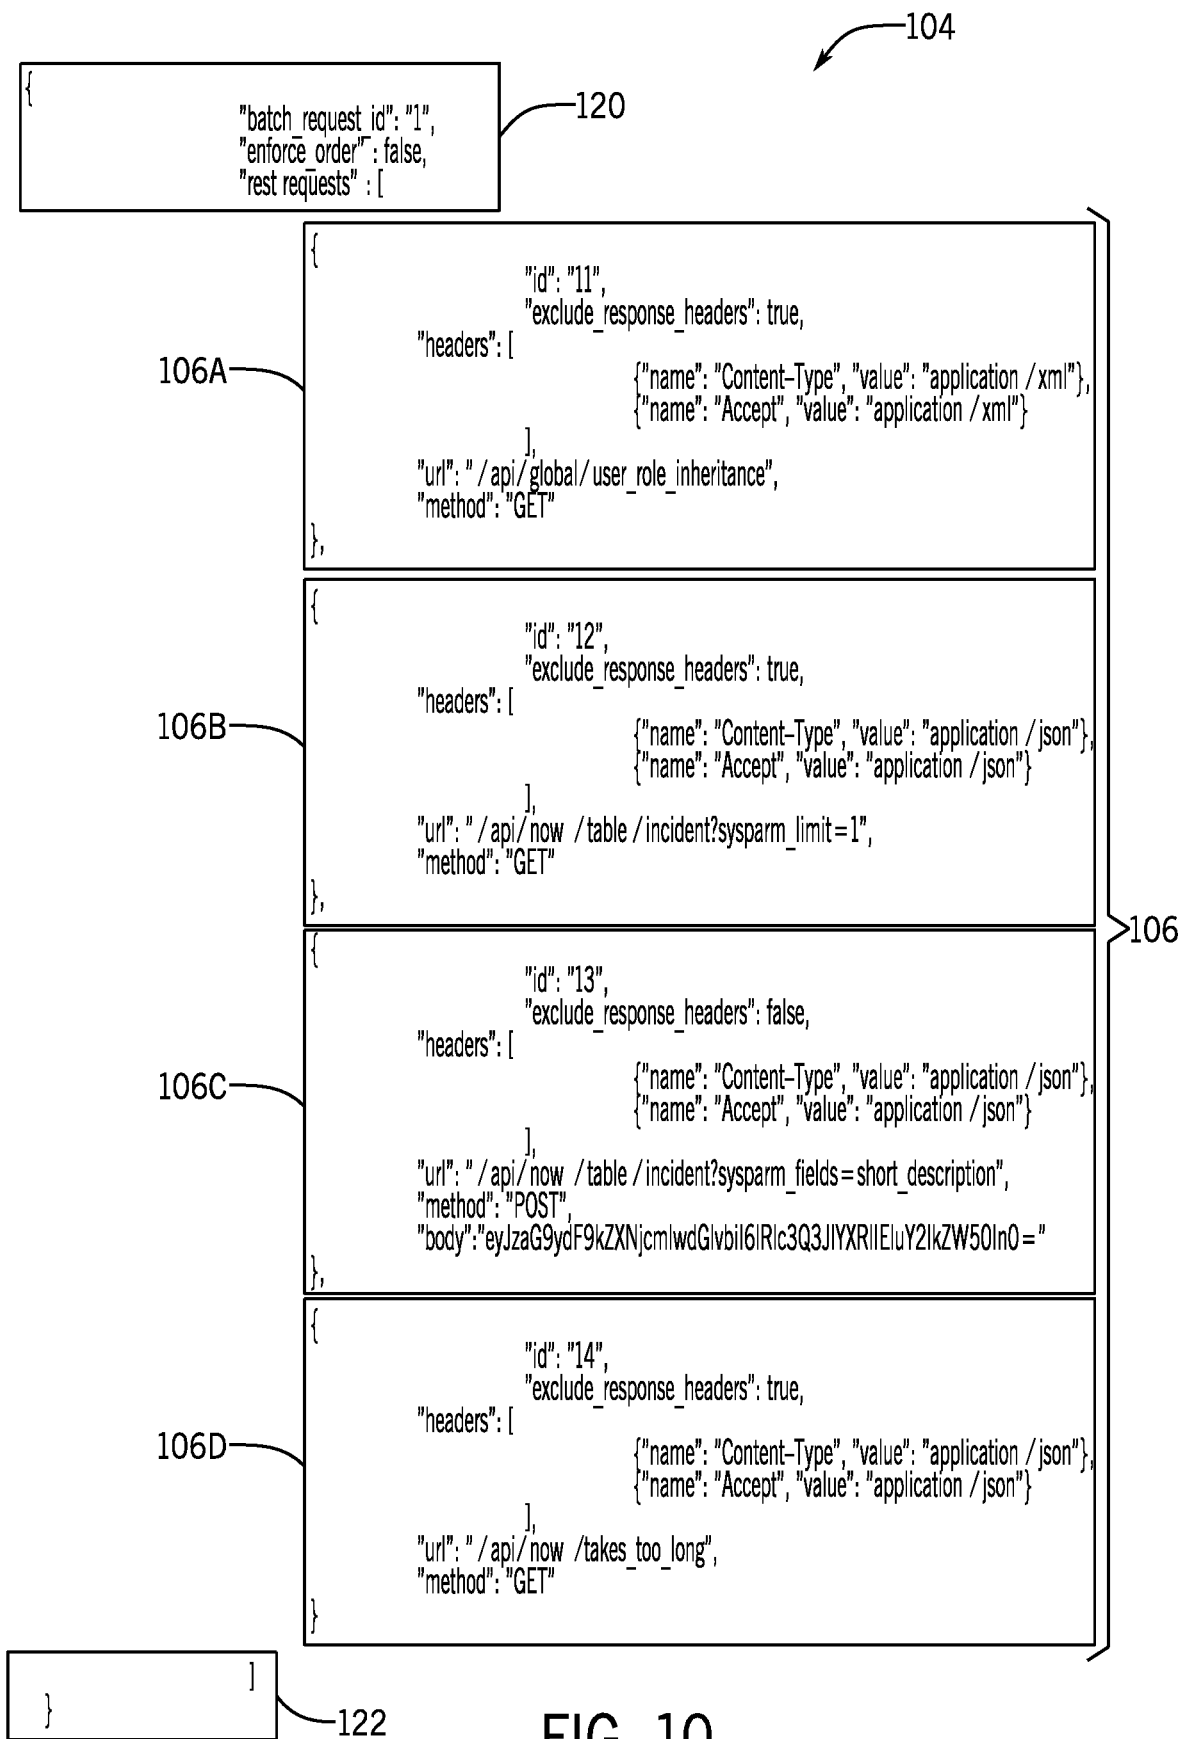 104
{
120
"batch_request_id": "1",
"enforce_order" : false,
"rest requests" : [
{
"id": "11",
"exclude_response_headers": true,
"headers": [
106A
{"name": "Content-Type", "value": "application /xml"},
{"name": "Accept", "value": "application /xml"}
],
"url": " /api/global/user_role_inheritance",
"method": "GET"
},
{
"id": "12",
"exclude_response_headers": true,
"headers": [
106B
{"name": "Content-Type", "value": "application /json"},
{"name": "Accept", "value": "application /json"}
],
"url": " /api/now /table /incident?sysparm_limit=1",
"method": "GET"
},
106
{
"id": "13",
"exclude_response_headers": false,
"headers": [
106C
{"name": "Content-Type", "value": "application /json"},
{"name": "Accept", "value": "application /json"}
],
"url": " /api/now /table /incident?sysparm_fields=short_description",
"method": "POST",
"body":
},
{
"id": "14",
"exclude_response_headers": true,
"headers": [
106D
{"name": "Content-Type", "value": "application /json"},
{"name": "Accept", "value": "application /json"}
],
"url": " /api/now /takes_too_long",
"method": "GET"
}
]
}
122
FIG. 10